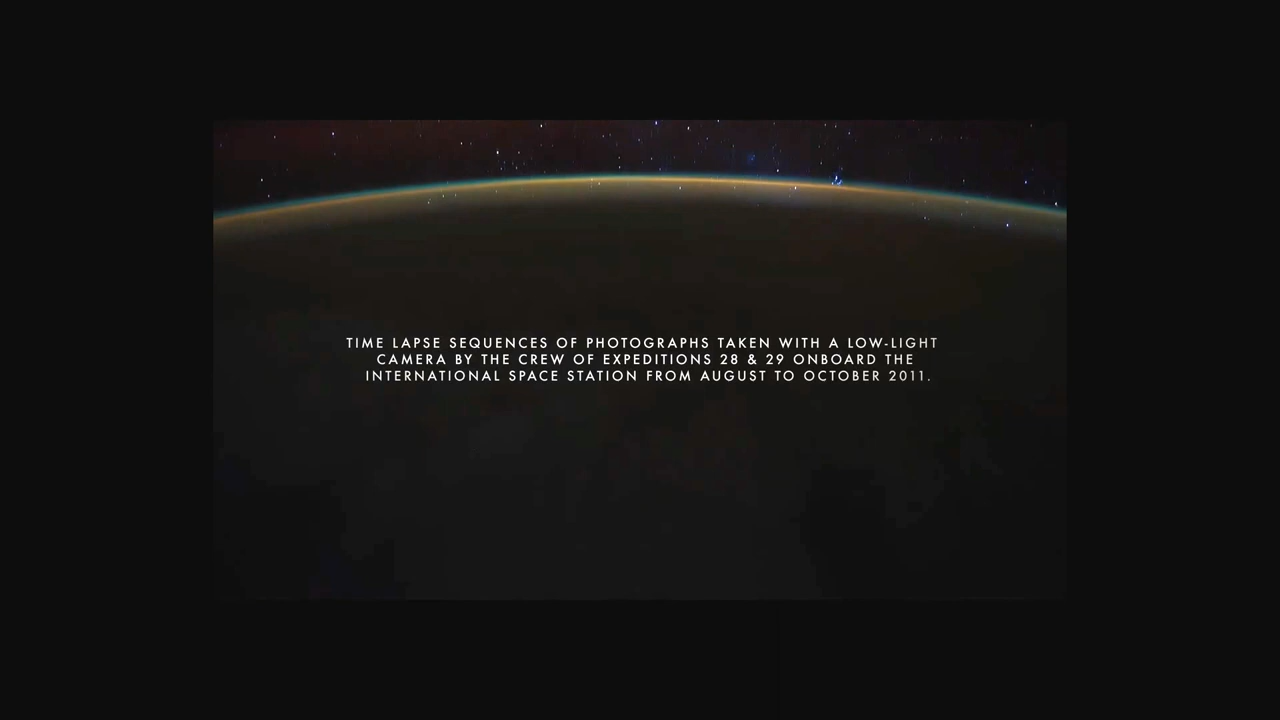 TIME LAPSE SEQUENCES OF PHOTOGRAPHS TAKEN WITH A LOW-LIGHT
CAMERA BY THE CREW OF EXPEDITIONS 28 & 29 ONBOARD THE
INTERNATIONAL SPACE STATION FROM AUGUST TO OCTOBER 2011.